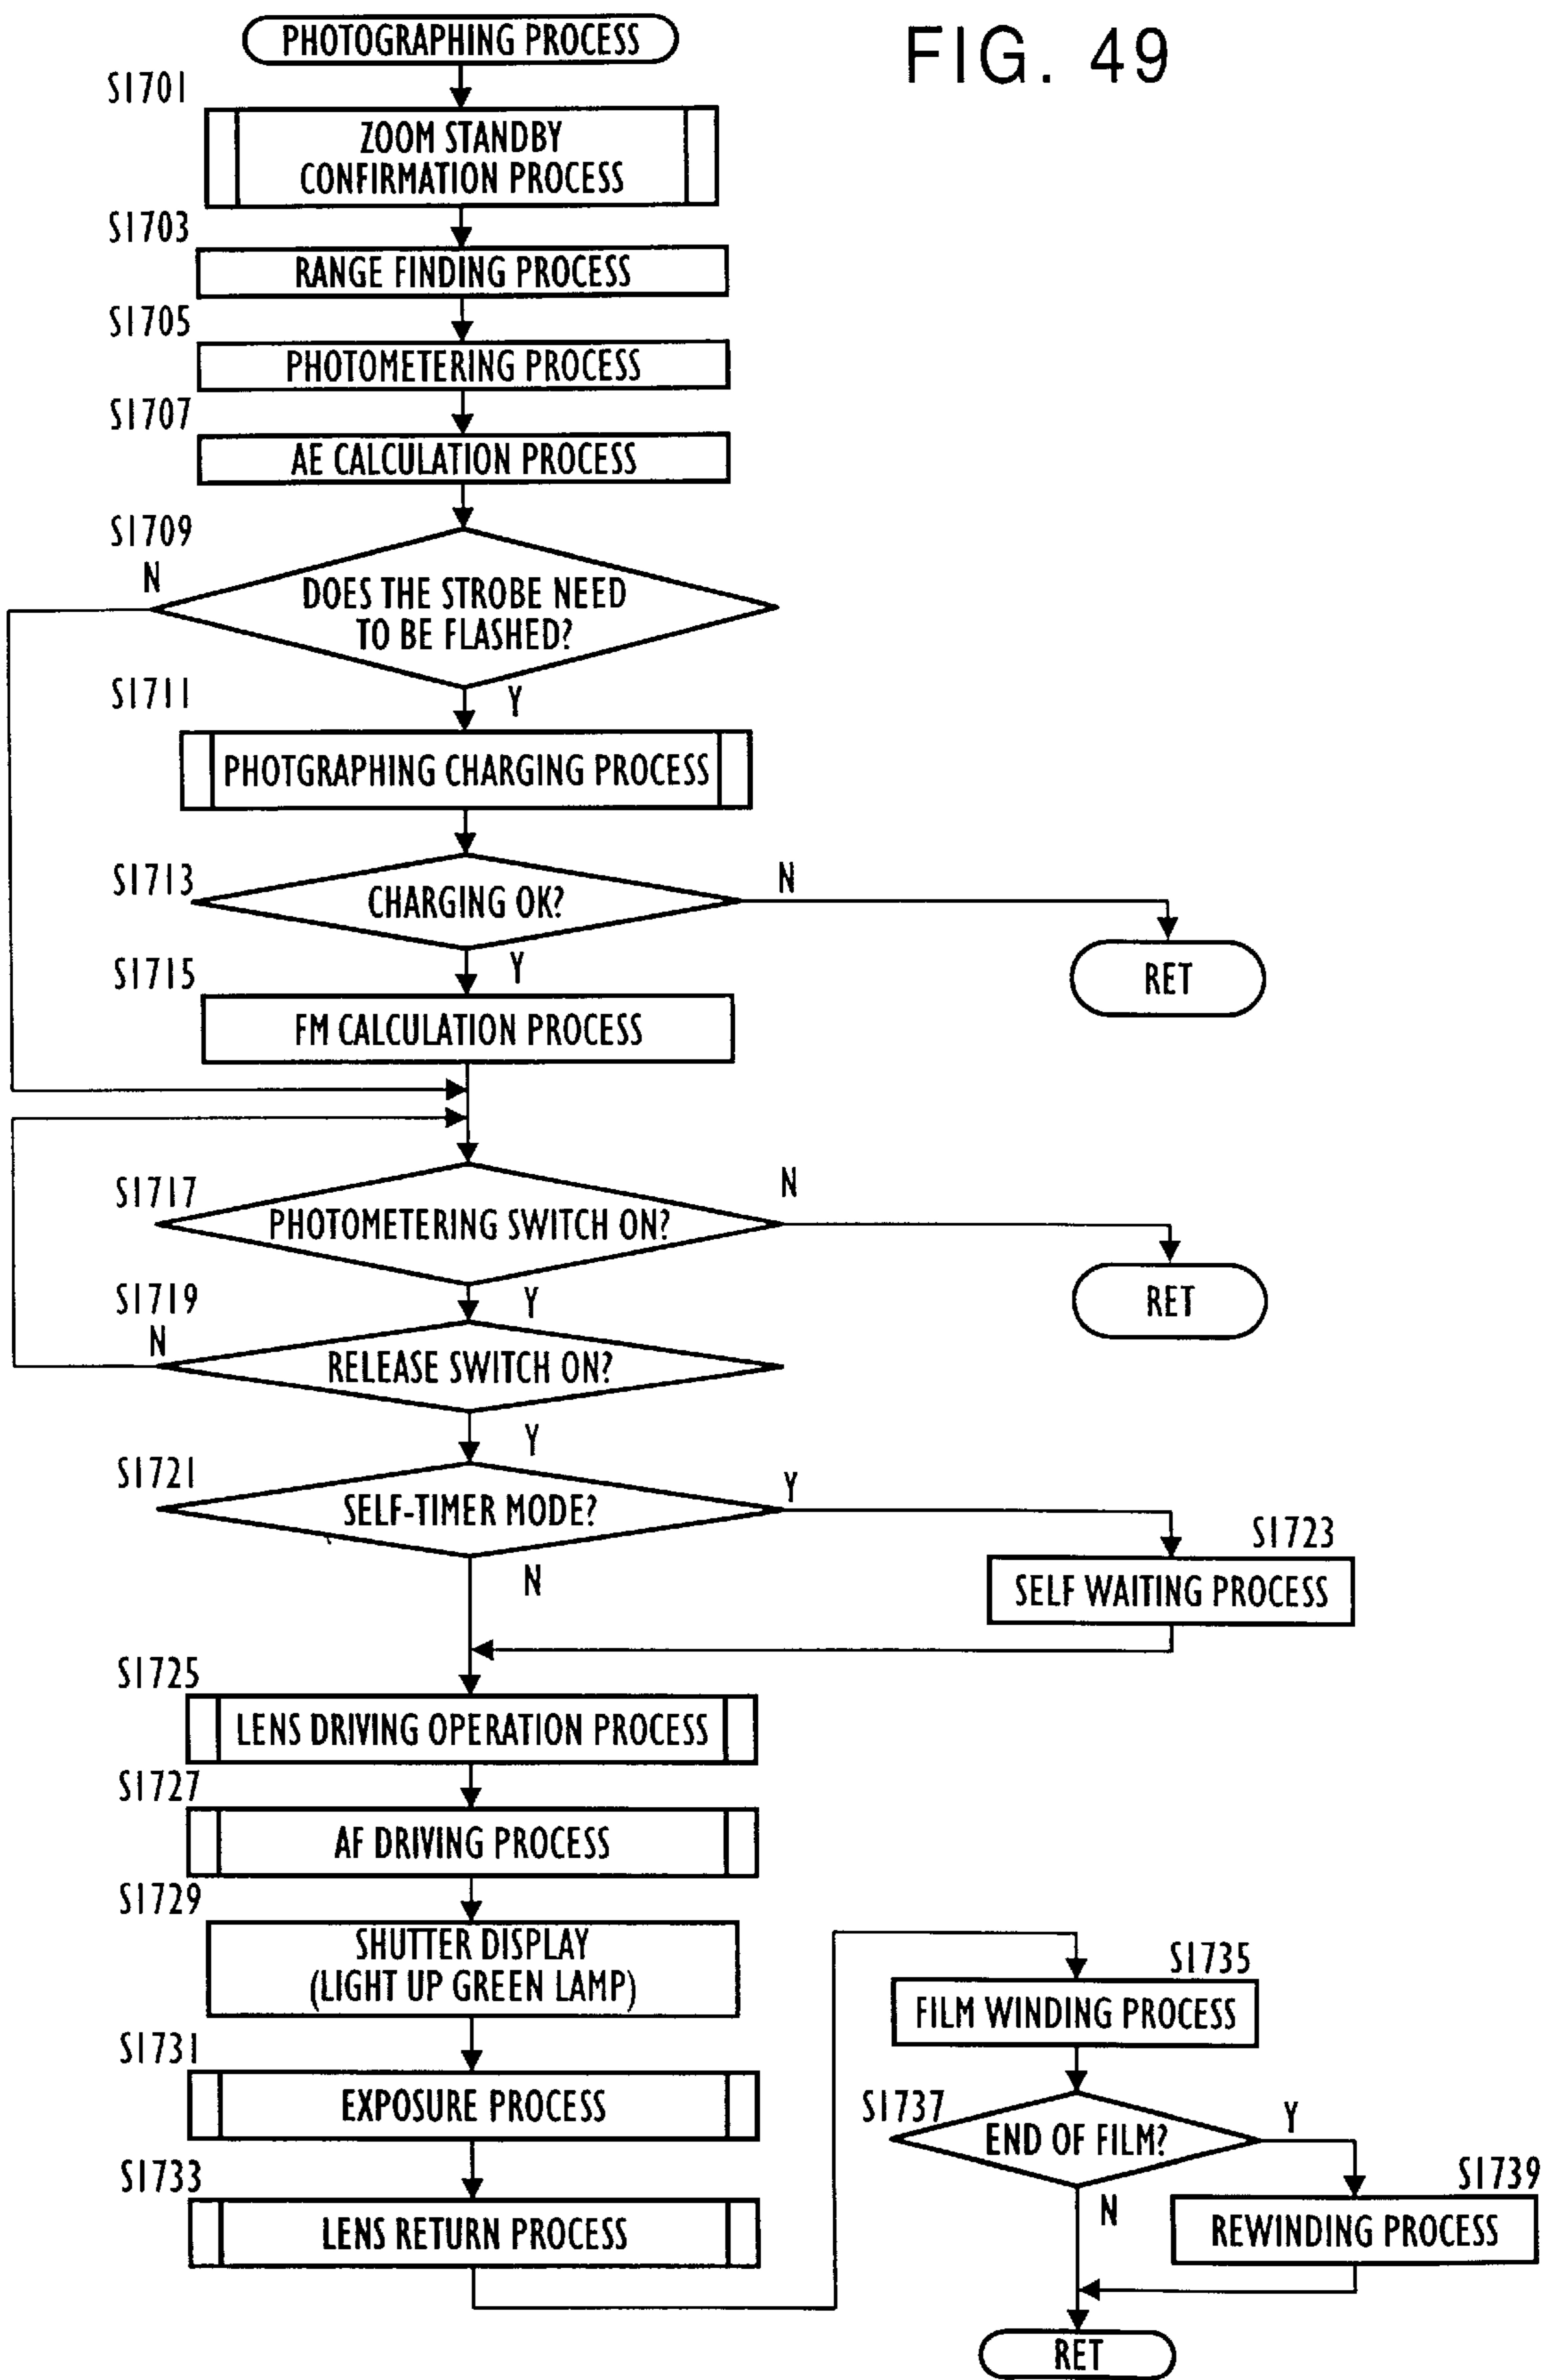 PHOTOGRAPHING PROCESS
FIG. 49
S1701
ZOOM STANDBY
CONFIRMATION PROCESS
S1703
RANGE FINDING PROCESS
S1705
PHOTOMETERING PROCESS
S1707
AE CALCULATION PROCESS
S1709
N
DOES THE STROBE NEED
TO BE FLASHED?
Y
S1711
PHOTGRAPHING CHARGING PROCESS
S1713
CHARGING OK?
N
RET
Y
S1715
FM CALCULATION PROCESS
S1717
PHOTOMETERING SWITCH ON?
N
RET
Y
S1719
N
RELEASE SWITCH ON?
Y
S1721
SELF-TIMER MODE?
Y
S1723
SELF WAITING PROCESS
N
S1725
LENS DRIVING OPERATION PROCESS
S1727
AF DRIVING PROCESS
S1729
SHUTTER DISPLAY
(LIGHT UP GREEN LAMP)
S1731
EXPOSURE PROCESS
S1733
LENS RETURN PROCESS
S1735
FILM WINDING PROCESS
S1737
END OF FILM?
Y
N
S1739
REWINDING PROCESS
RET